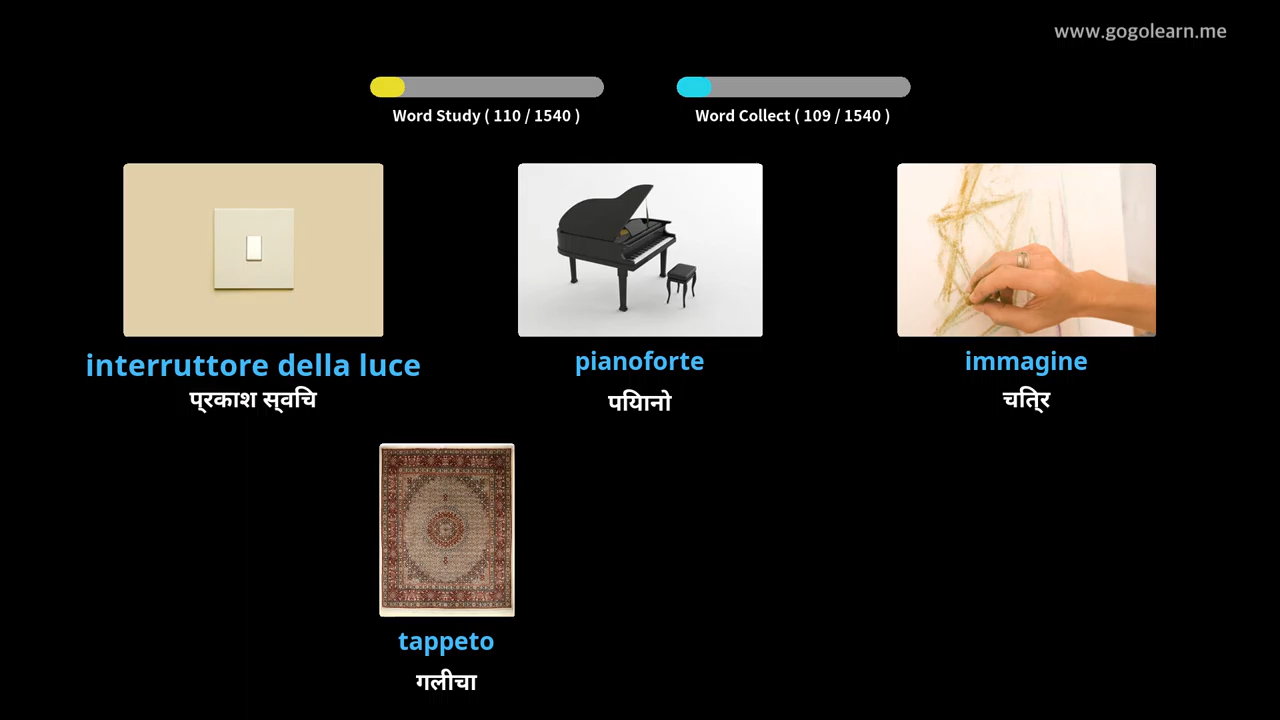 www.gogolearn.me
Word Study ( 110 / 1540 )
Word Collect ( 109 / 1540 )
interruttore della luce
प्रकाश स्वचि
pianoforte
पयिानो
immagine
चत्रि
tappeto
गलीचा